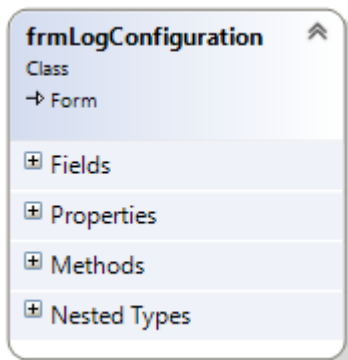 frmLogConfiguration
Class
Form
Fields
Properties
Methods
Nested Types